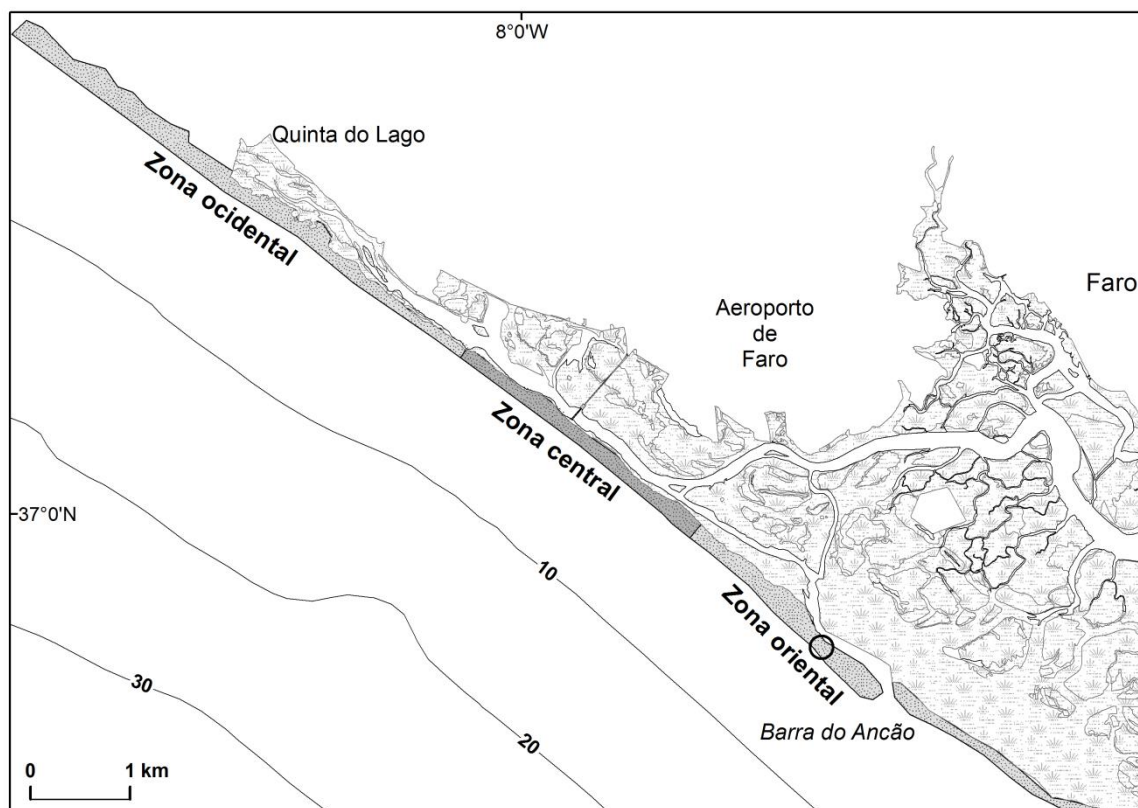 8°0'W
Quinta do Lago
Zona ocidental
Faro
Aeroporto
de
Faro
Zona central
37°0'N
10
Zona oriental
30
20
Barra do Ancão
0 1 km